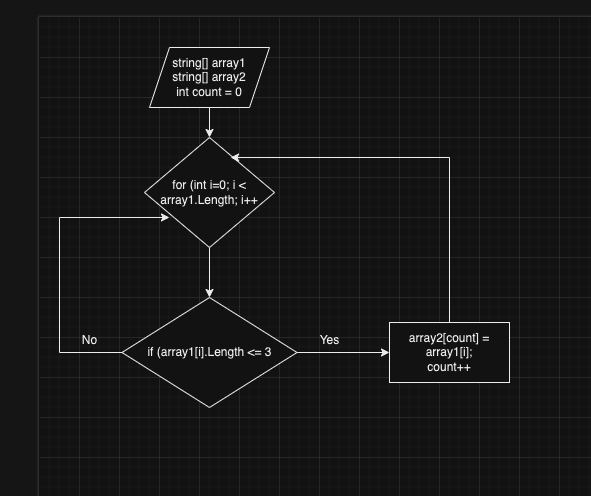 string[] array1
string[] array2
int count = 0
for (int i=0; i <
array1.Length; i++
if (array1[i].Length <= 3
No
Yes
array2[count] =
array1[i];
count++